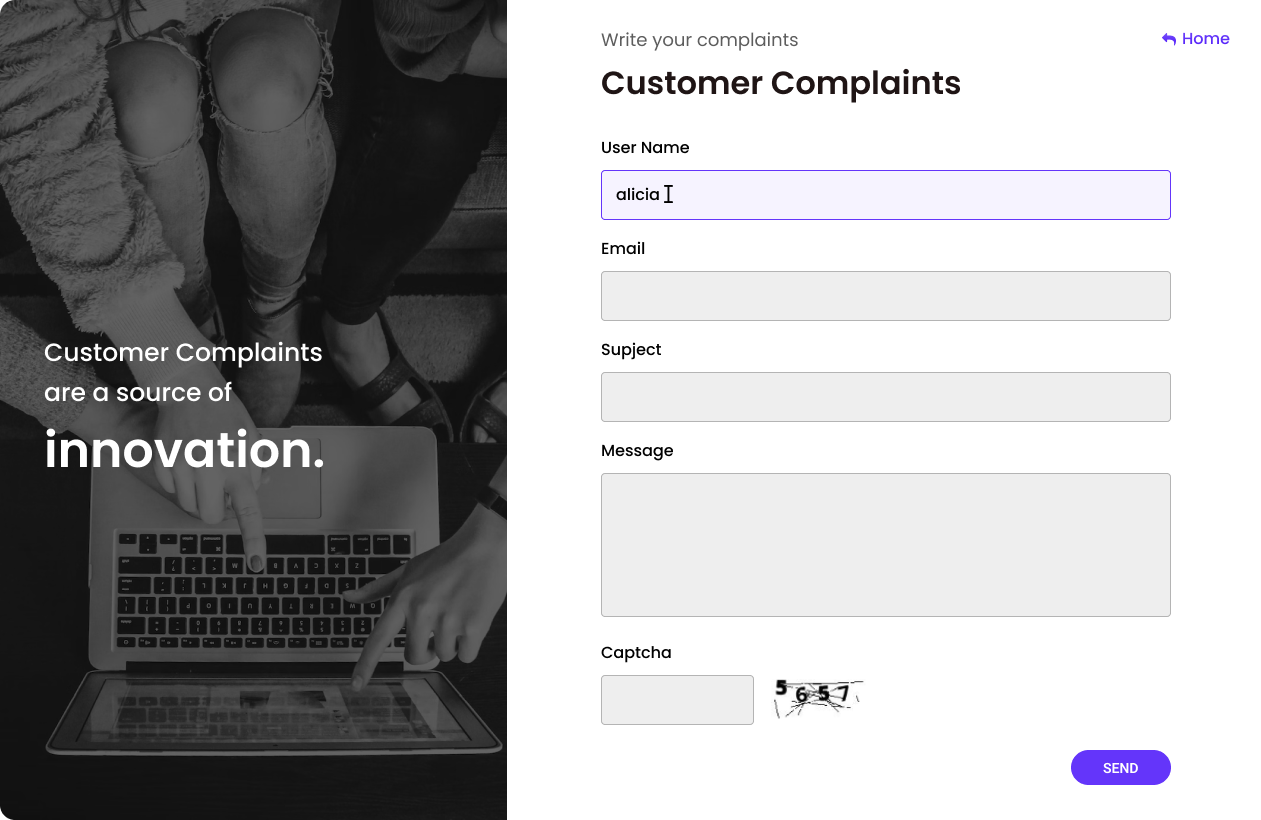 Write your complaints
Home
Customer Complaints
User Name
alicia
Email
Supject
Message
Captcha
5657
SEND
Customer Complaints
are a source of
innovation.